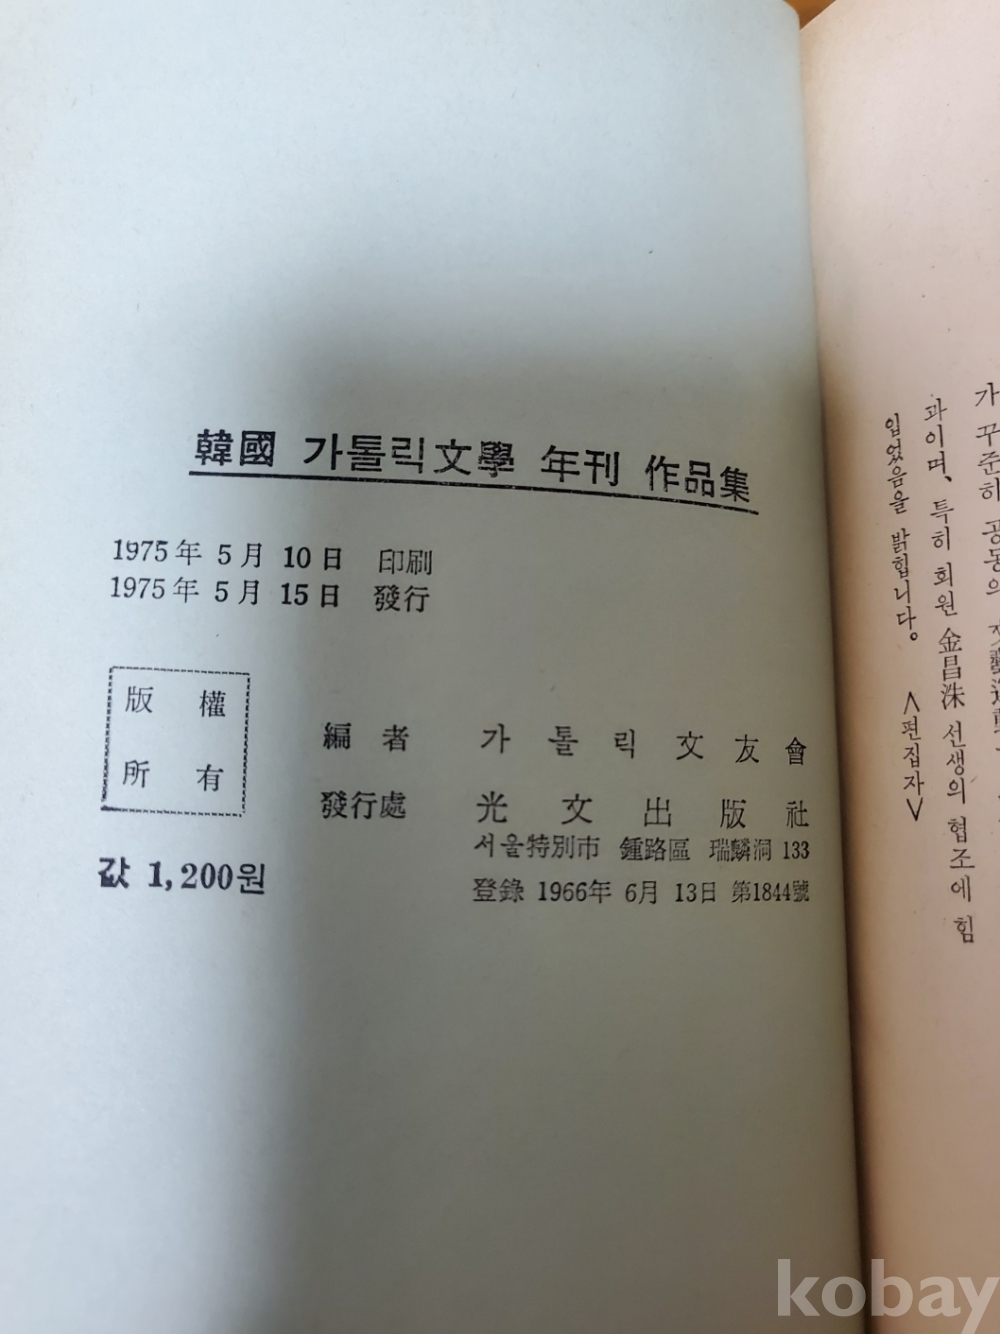 韓國 가톨릭文學 年刊 作品集
1975年 5月 10日 印刷
1975年 5月 15日 發行
版權
所有
編者 가톨릭文友會
發行處 光文出版社
서울特別市 鍾路區 瑞麟洞 133
登錄 1966年 6月 13日 第1844號
값 1,200원
가 꾸준히 공동의
과이며, 특히 회원 金昌洙 선생의 협조에 힘
입었음을 밝힙니다. <편집자>
kobay